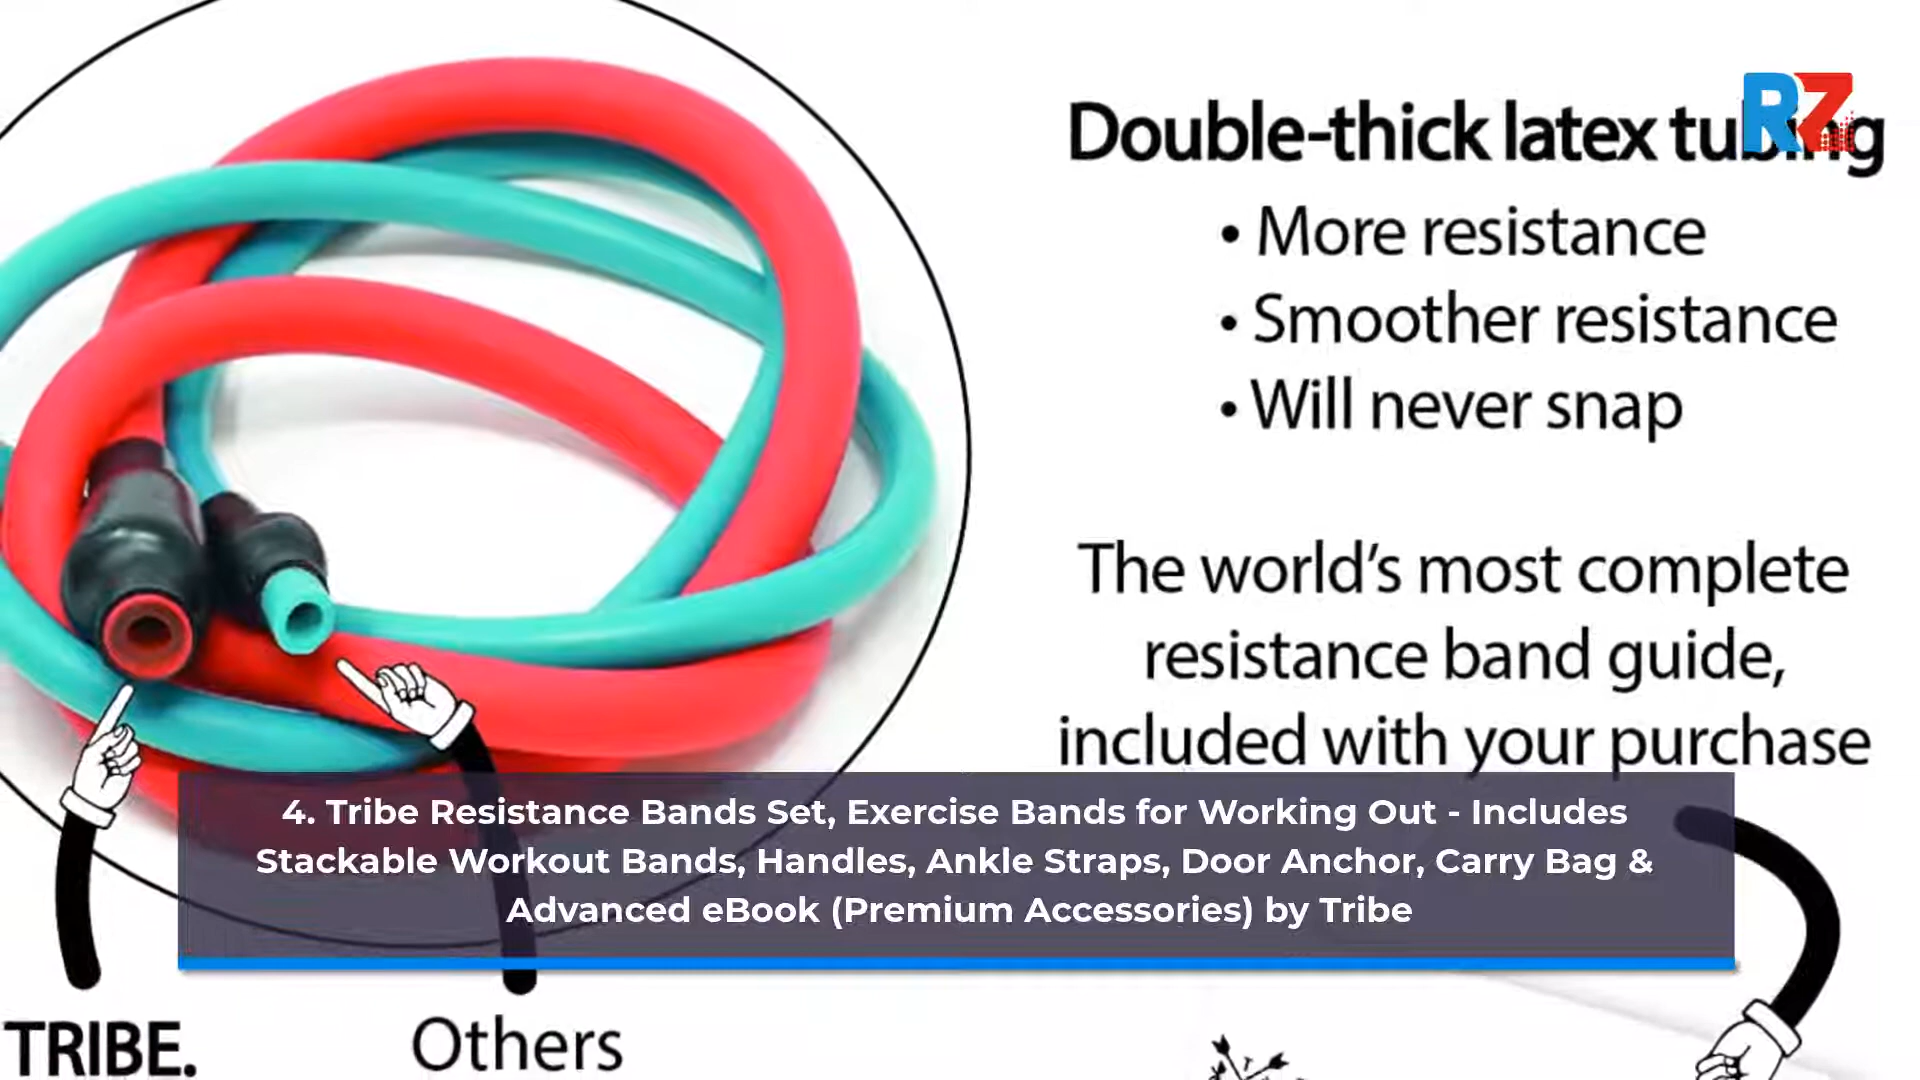 RZ
Double-thick latex tubing
• More resistance
• Smoother resistance
• Will never snap
The world's most complete
resistance band guide,
included with your purchase
4. Tribe Resistance Bands Set, Exercise Bands for Working Out - Includes
Stackable Workout Bands, Handles, Ankle Straps, Door Anchor, Carry Bag &
Advanced eBook (Premium Accessories) by Tribe
TRIBE.
Others